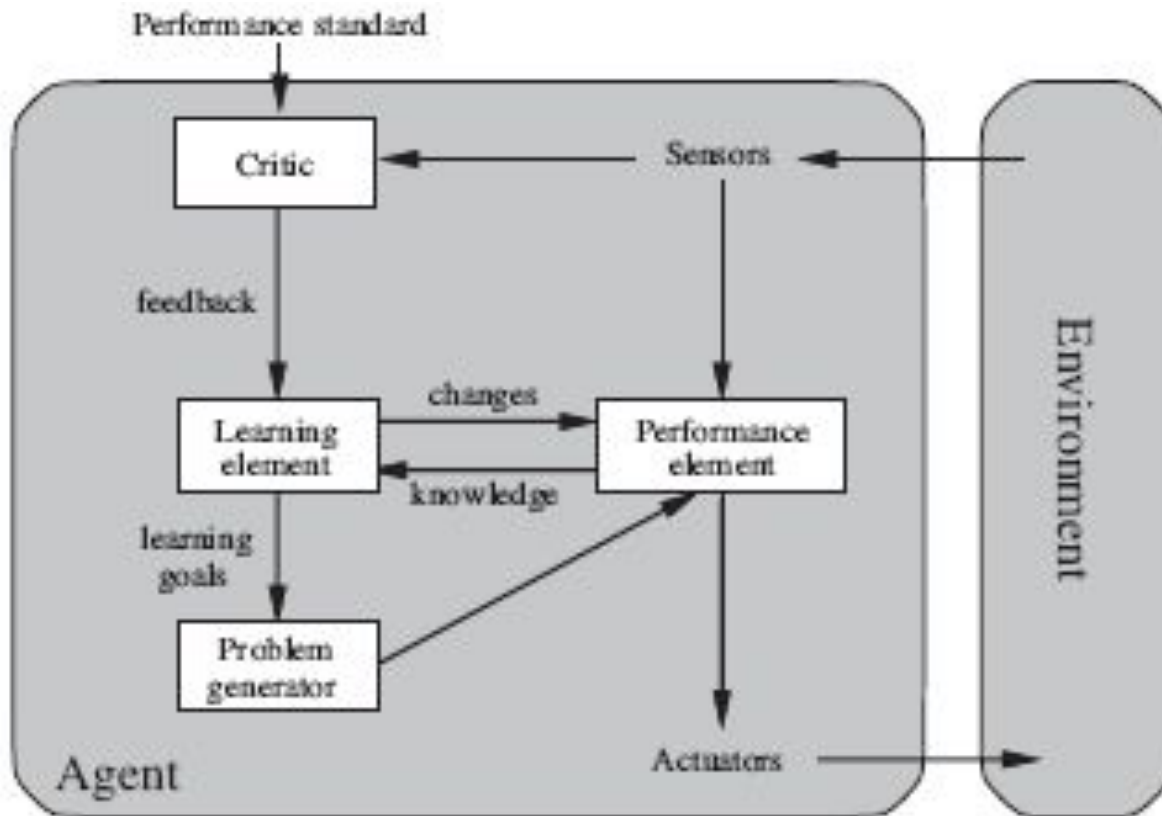 Performance standard
Critic
Sensors
feedback
changes
Learning
element
Performance
element
knowledge
learning
goals
Problem
generator
Agent
Actuators
Environment